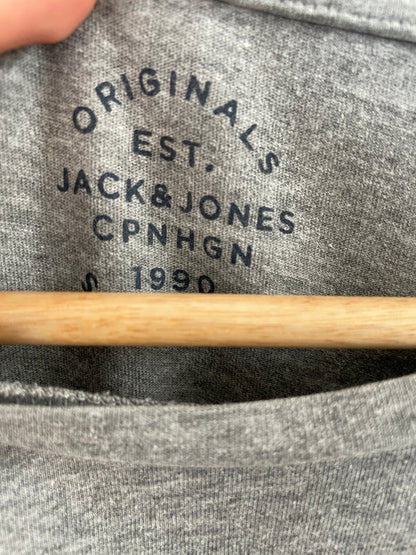 ORIGINALS
EST.
JACK&JONES
CPNHGN
S 1990